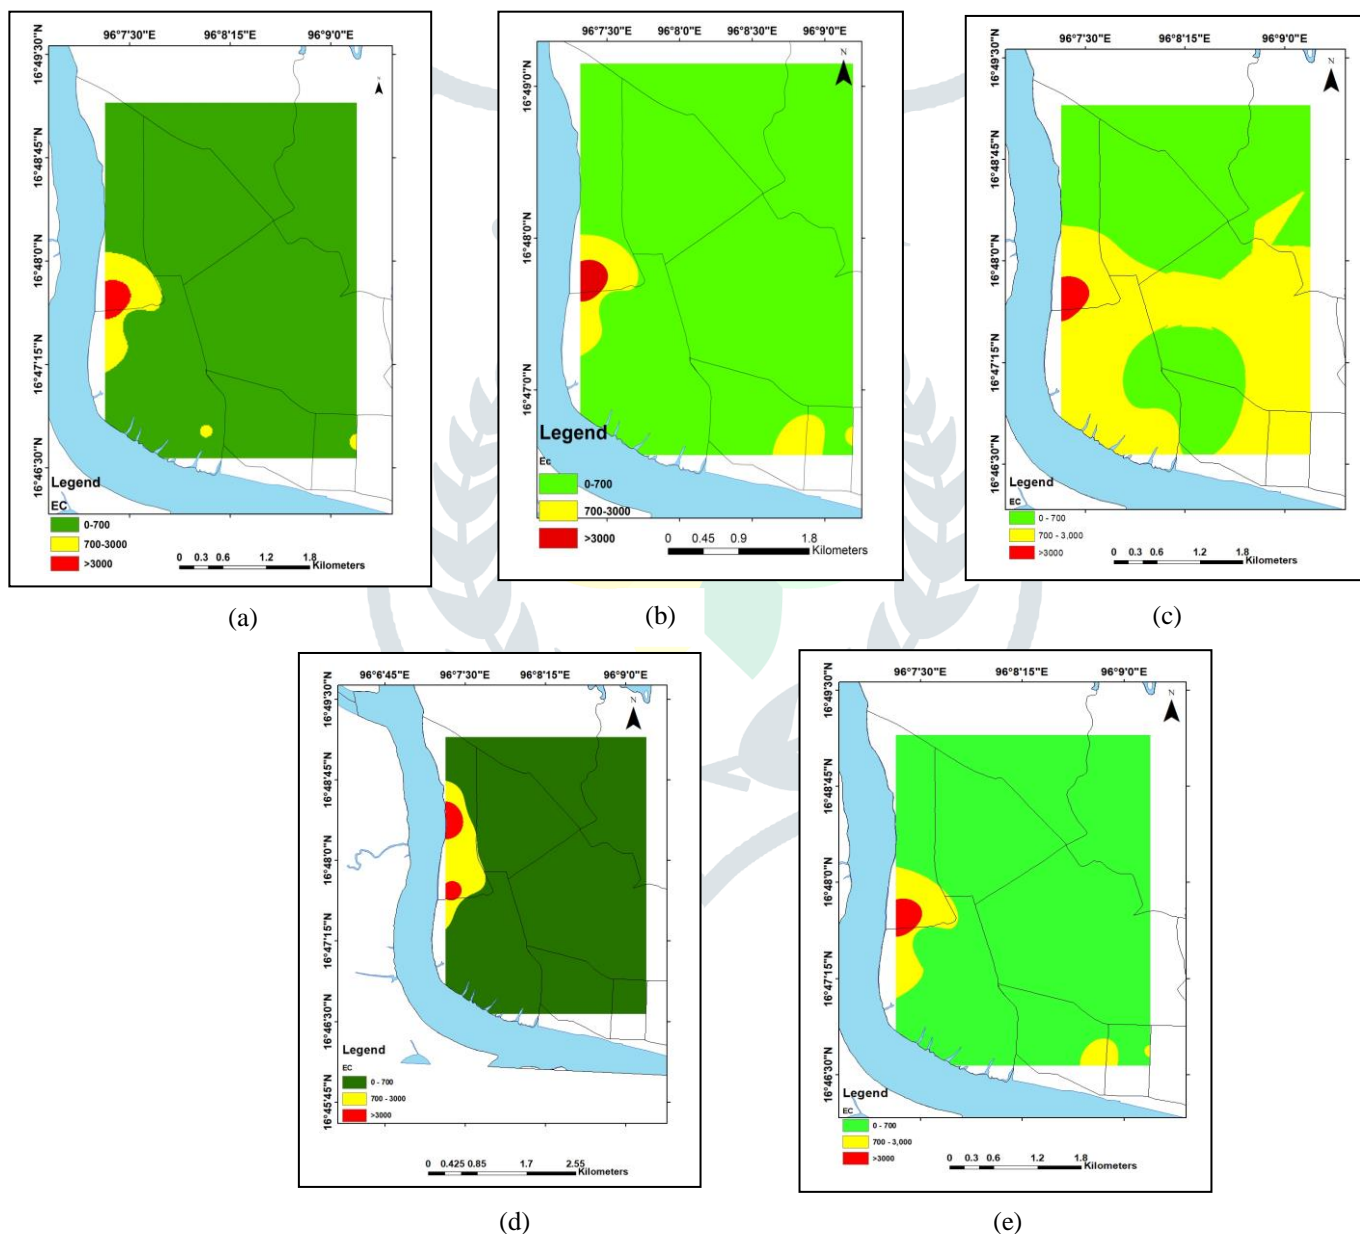 96°7'30"E 96°8'15"E 96°9'0"E
16°49'30"N
16°48'45"N
16°48'0"N
16°47'15"N
16°46'30"N
N
Legend
EC
0-700
700-3000
>3000
0 0.3 0.6 1.2 1.8
Kilometers
(a)
96°7'30"E 96°8'0"E 96°8'30"E 96°9'0"E
16°49'0"N
16°48'0"N
16°47'0"N
N
Legend
Ec
0-700
700-3000
>3000
0 0.45 0.9 1.8
Kilometers
(b)
96°7'30"E 96°8'15"E 96°9'0"E
16°49'30"N
16°48'45"N
16°48'0"N
16°47'15"N
16°46'30"N
N
Legend
EC
0 - 700
700 - 3,000
>3000
0 0.3 0.6 1.2 1.8
Kilometers
(c)
96°6'45"E 96°7'30"E 96°8'15"E 96°9'0"E
16°49'30"N
16°48'45"N
16°48'0"N
16°47'15"N
16°46'30"N
16°45'45"N
N
Legend
EC
0 - 700
700 - 3000
>3000
0 0.425 0.85 1.7 2.55
Kilometers
(d)
96°7'30"E 96°8'15"E 96°9'0"E
16°49'30"N
16°48'45"N
16°48'0"N
16°47'15"N
16°46'30"N
N
Legend
EC
0 - 700
700 - 3,000
>3000
0 0.3 0.6 1.2 1.8
Kilometers
(e)